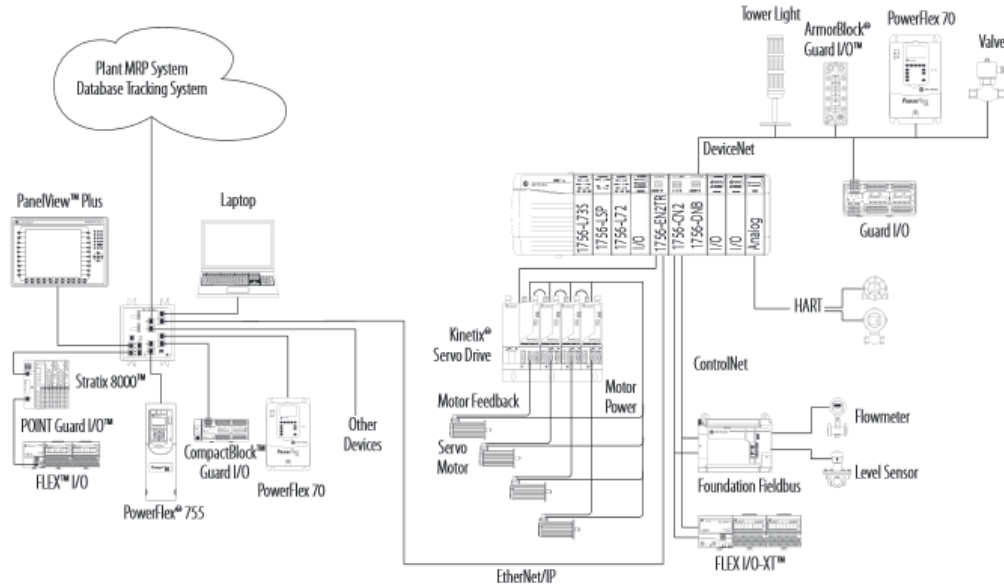 Plant MRP System
Database Tracking System
Tower Light
ArmorBlock®
Guard I/O™
PowerFlex 70
Valve
DeviceNet
PanelView™ Plus
Laptop
1756-L73S
1756-LSP
1756-L72
I/O
1756-EN2TR
1756-CN2
1756-DNB
I/O
I/O
Analog
Guard I/O
HART
Kinetix®
Servo Drive
ControlNet
Stratix 8000™
POINT Guard I/O™
FLEX™ I/O
PowerFlex® 755
CompactBlock™
Guard I/O
PowerFlex 70
Other
Devices
Motor Feedback
Motor
Power
Servo
Motor
Flowmeter
Level Sensor
Foundation Fieldbus
FLEX I/O-XT™
EtherNet/IP